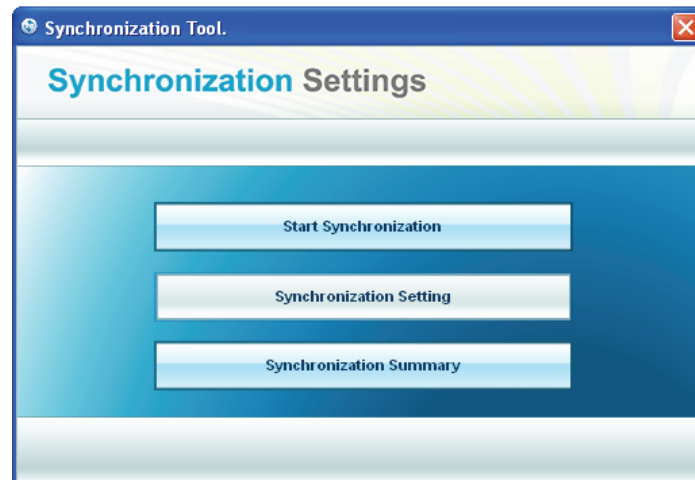 Synchronization Tool.
Synchronization Settings
Start Synchronization
Synchronization Setting
Synchronization Summary